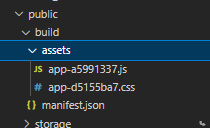 public
build
assets
JS app-a5991337.js
# app-d5155ba7.css
{} manifest.json
storage